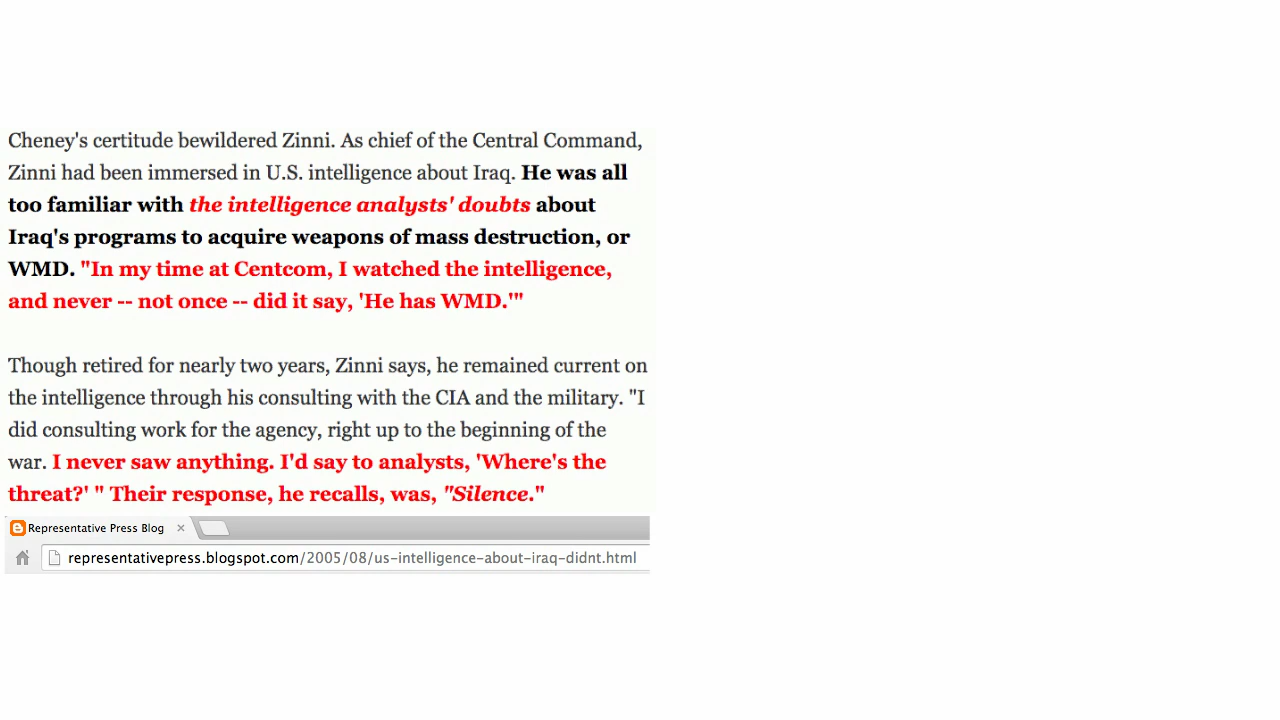 Cheney's certitude bewildered Zinni. As chief of the Central Command,
Zinni had been immersed in U.S. intelligence about Iraq. He was all
too familiar with the intelligence analysts' doubts about
Iraq's programs to acquire weapons of mass destruction, or
WMD. "In my time at Centcom, I watched the intelligence,
and never -- not once -- did it say, 'He has WMD.'"
Though retired for nearly two years, Zinni says, he remained current on
the intelligence through his consulting with the CIA and the military. "I
did consulting work for the agency, right up to the beginning of the
war. I never saw anything. I'd say to analysts, 'Where's the
threat?' " Their response, he recalls, was, "Silence."
Representative Press Blog
representativepress.blogspot.com/2005/08/us-intelligence-about-iraq-didnt.html